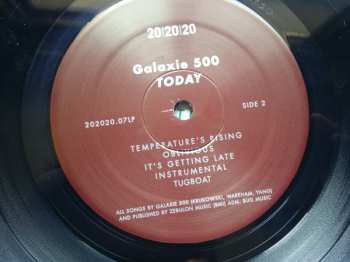 20|20|20
Galaxie 500
TODAY
202020.07LP
SIDE 2
TEMPERATURE'S RISING
OBLIVIOUS
IT'S GETTING LATE
INSTRUMENTAL
TUGBOAT
ALL SONGS BY GALAXIE 500 (KRUKOWSKI, WAREHAM, YANG)
AND PUBLISHED BY ZEBULON MUSIC (BMI) ADM. BUG MUSIC